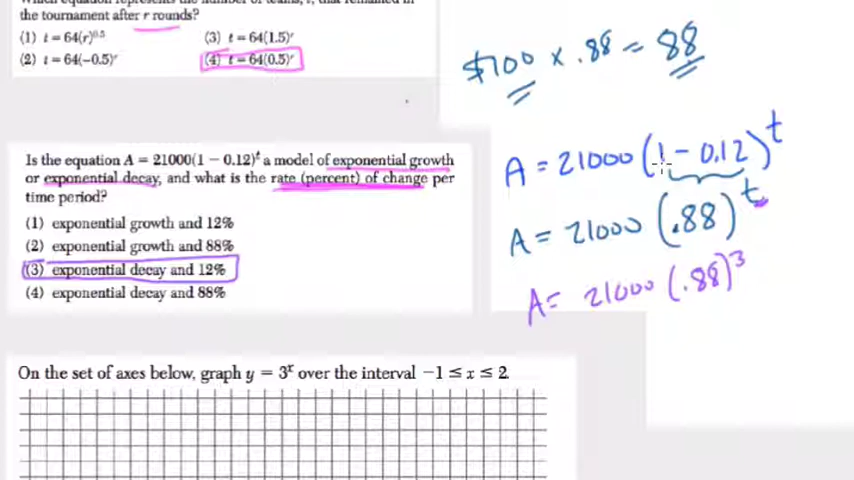 the tournament after r rounds?
(1) t = 64(r)^0.5
(3) t = 64(1.5)^r
(2) t = 64(−0.5)^r
(4) t = 64(0.5)^r
$100 x .88 = 88
Is the equation A = 21000(1 − 0.12)^t a model of exponential growth
or exponential decay, and what is the rate (percent) of change per
time period?
(1) exponential growth and 12%
(2) exponential growth and 88%
(3) exponential decay and 12%
(4) exponential decay and 88%
A = 21000 (1 − 0.12)^t
A = 21000 (.88)^t
A = 21000 (.88)^3
On the set of axes below, graph y = 3^x over the interval −1 ≤ x ≤ 2